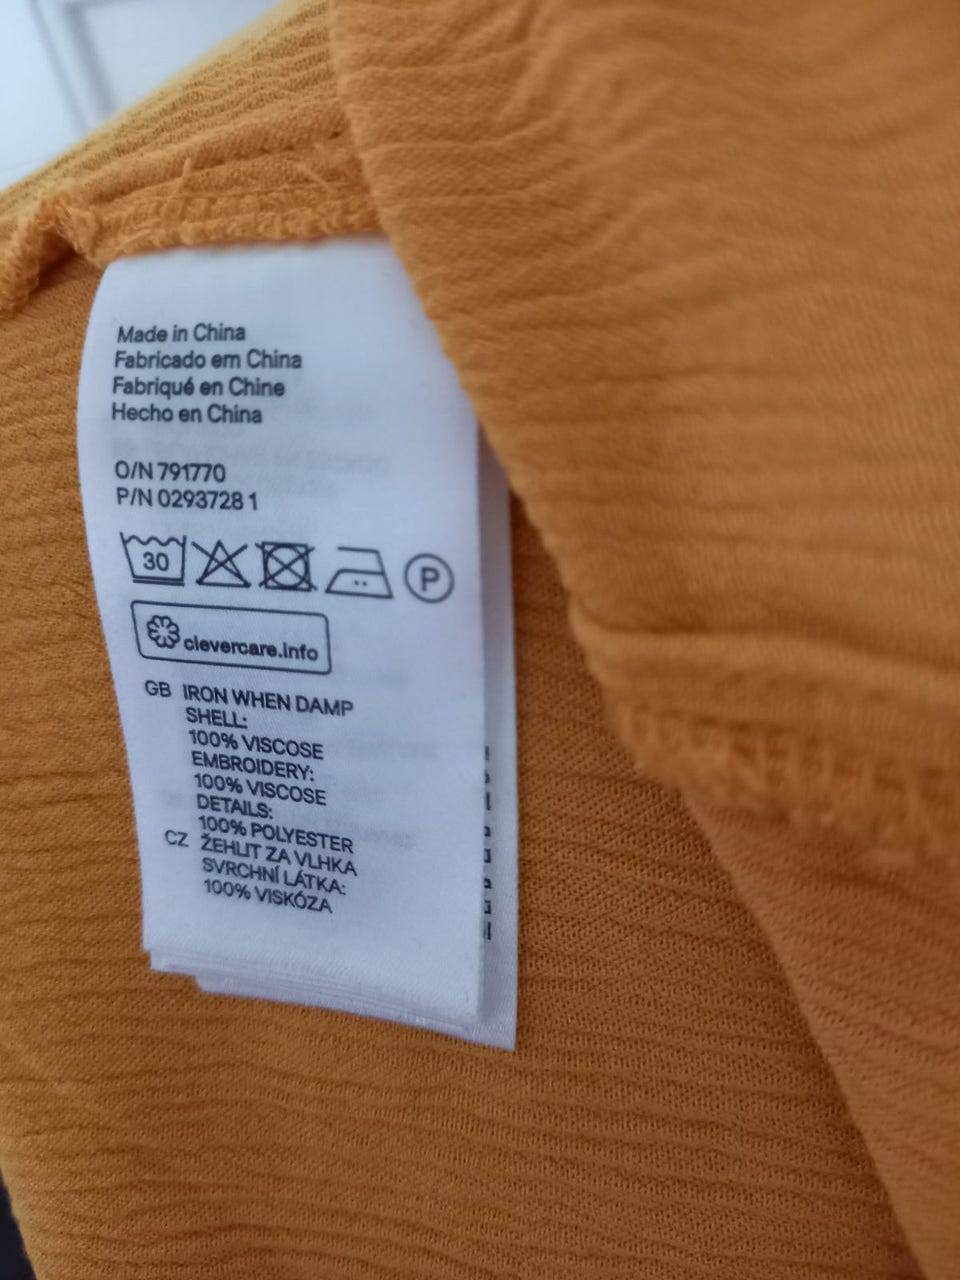 Made in China
Fabricado em China
Fabriqué en Chine
Hecho en China
O/N 791770
P/N 0293728 1
30 P
clevercare.info
GB IRON WHEN DAMP
SHELL:
100% VISCOSE
EMBROIDERY:
100% VISCOSE
DETAILS:
100% POLYESTER
CZ ŽEHLIT ZA VLHKA
SVRCHNÍ LÁTKA:
100% VISKÓZA